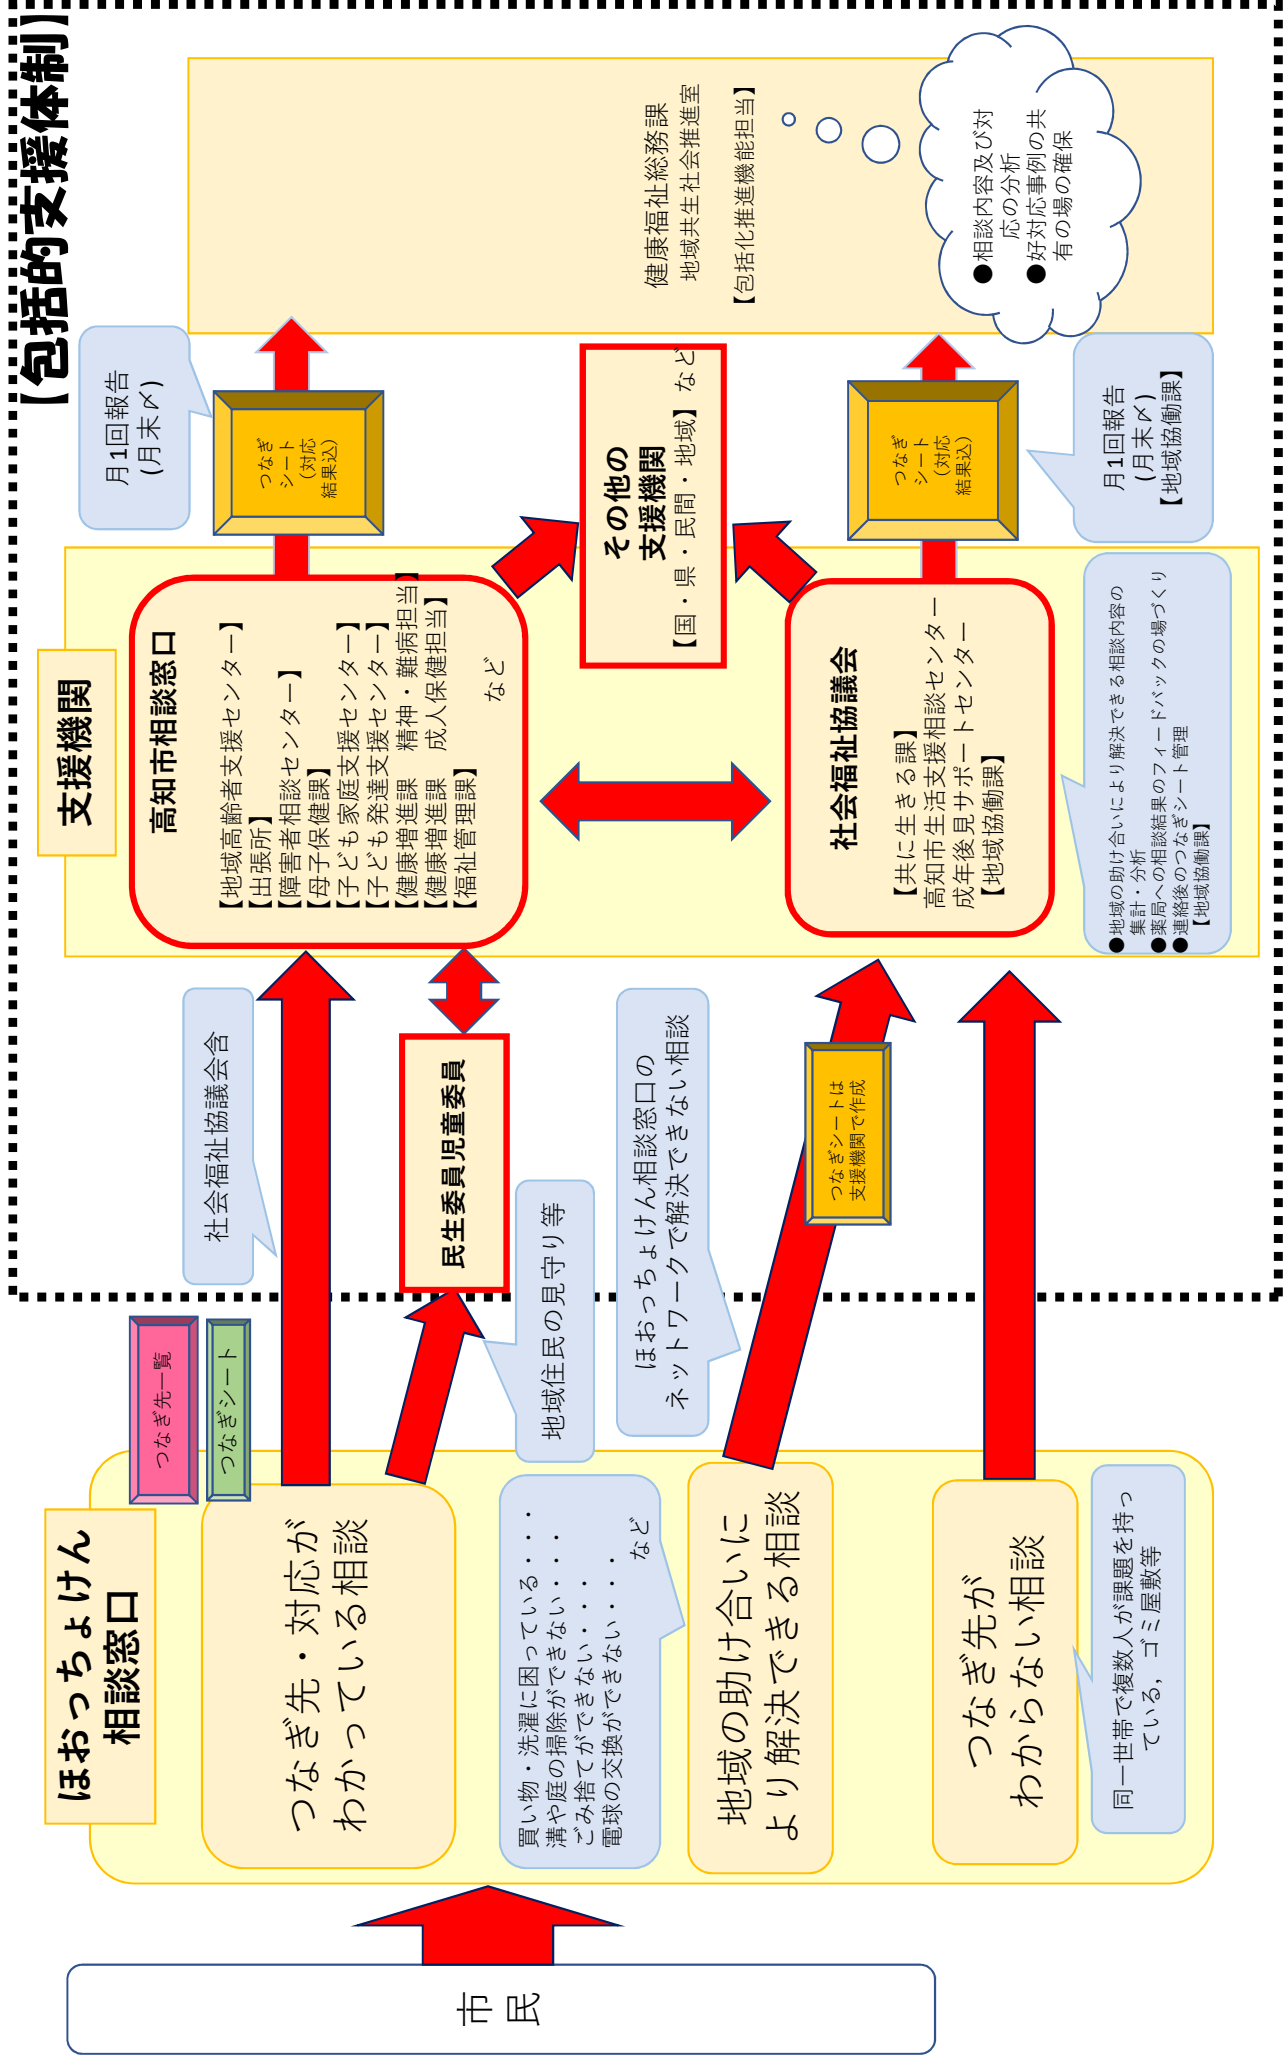 【包括的支援体制】
市
民
ほおっちょけん
相談窓口
つなぎ先一覧
つなぎシート
つなぎ先・対応が
わかっている相談
買い物・洗濯に困っている・・・・
溝や庭の掃除ができない・・・
ごみ捨てができない・・・・
電球の交換ができない・・・・
など
地域の助け合いに
より解決できる相談
つなぎ先が
わからない相談
同一世帯で複数人が課題を持っ
ている，ゴミ屋敷等
社会福祉協議会含
民生委員児童委員
地域住民の見守り等
ほおっちょけん相談窓口の
ネットワークで解決できない相談
つなぎシートは
支援機関で作成
支援機関
高知市相談窓口
【地域高齢者支援センター】
【出張所】
【障害者相談センター】
【母子保健課】
【子ども家庭支援センター】
【子ども発達支援センター】
【健康増進課　精神・難病担当】
【健康増進課　成人保健担当】
【福祉管理課】
など
社会福祉協議会
【共に生きる課】
高知市生活支援相談センター
成年後見サポートセンター
【地域協働課】
●地域の助け合いにより解決できる相談内容の
集計・分析
●薬局への相談結果のフィードバックの場づくり
●連絡後のつなぎシート管理
【地域協働課】
その他の
支援機関
【国・県・民間・地域】など
月1回報告
(月末〆)
つなぎ
シート
（対応
結果込）
つなぎ
シート
（対応
結果込）
月1回報告
(月末〆)
【地域協働課】
健康福祉総務課
地域共生社会推進室
【包括化推進機能担当】
●相談内容及び対
応の分析
●好対応事例の共
有の場の確保